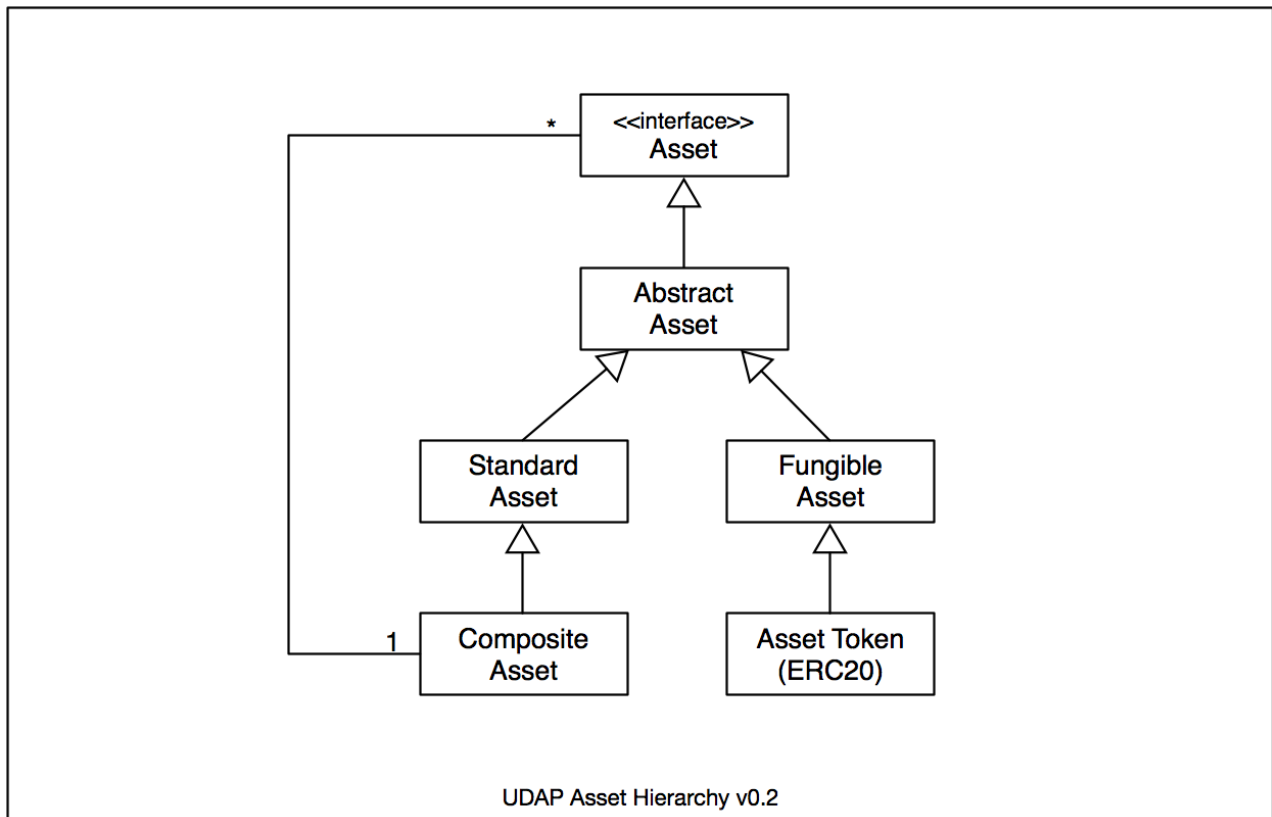 <<interface>>
Asset
*
Abstract
Asset
Standard
Asset
Fungible
Asset
1
Composite
Asset
Asset Token
(ERC20)
UDAP Asset Hierarchy v0.2